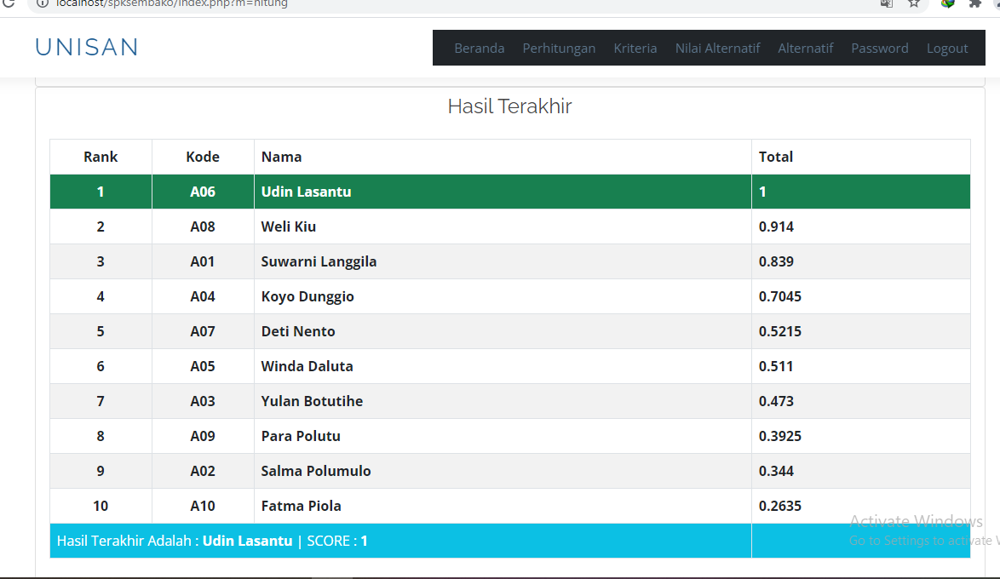 localhost/spksembako/index.php?m=hitung
UNISAN
Beranda Perhitungan Kriteria Nilai Alternatif Alternatif Password Logout
Hasil Terakhir
Rank Kode Nama Total
1 A06 Udin Lasantu 1
2 A08 Weli Kiu 0.914
3 A01 Suwarni Langgila 0.839
4 A04 Koyo Dunggio 0.7045
5 A07 Deti Nento 0.5215
6 A05 Winda Daluta 0.511
7 A03 Yulan Botutihe 0.473
8 A09 Para Polutu 0.3925
9 A02 Salma Polumulo 0.344
10 A10 Fatma Piola 0.2635
Hasil Terakhir Adalah : Udin Lasantu | SCORE : 1
Activate Windows
Go to Settings to activate